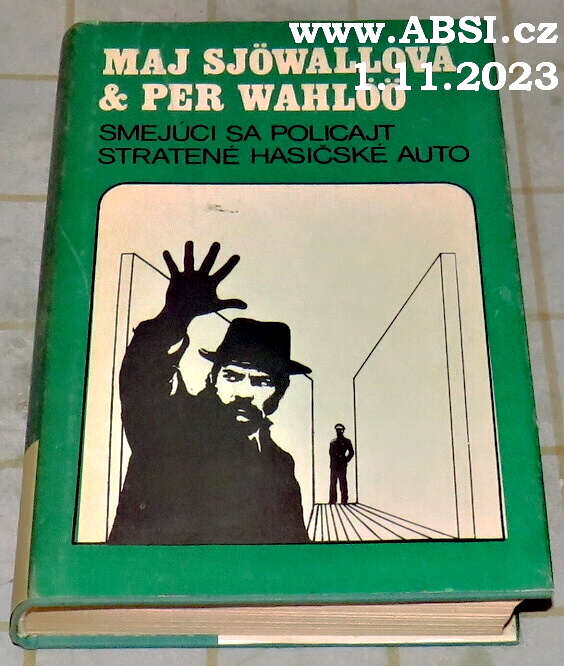 www.ABSI.cz
1.11.2023
MAJ SJÖWALLOVÁ
& PER WAHLÖÖ
SMEJÚCI SA POLICAJT
STRATENÉ HASIČSKÉ AUTO